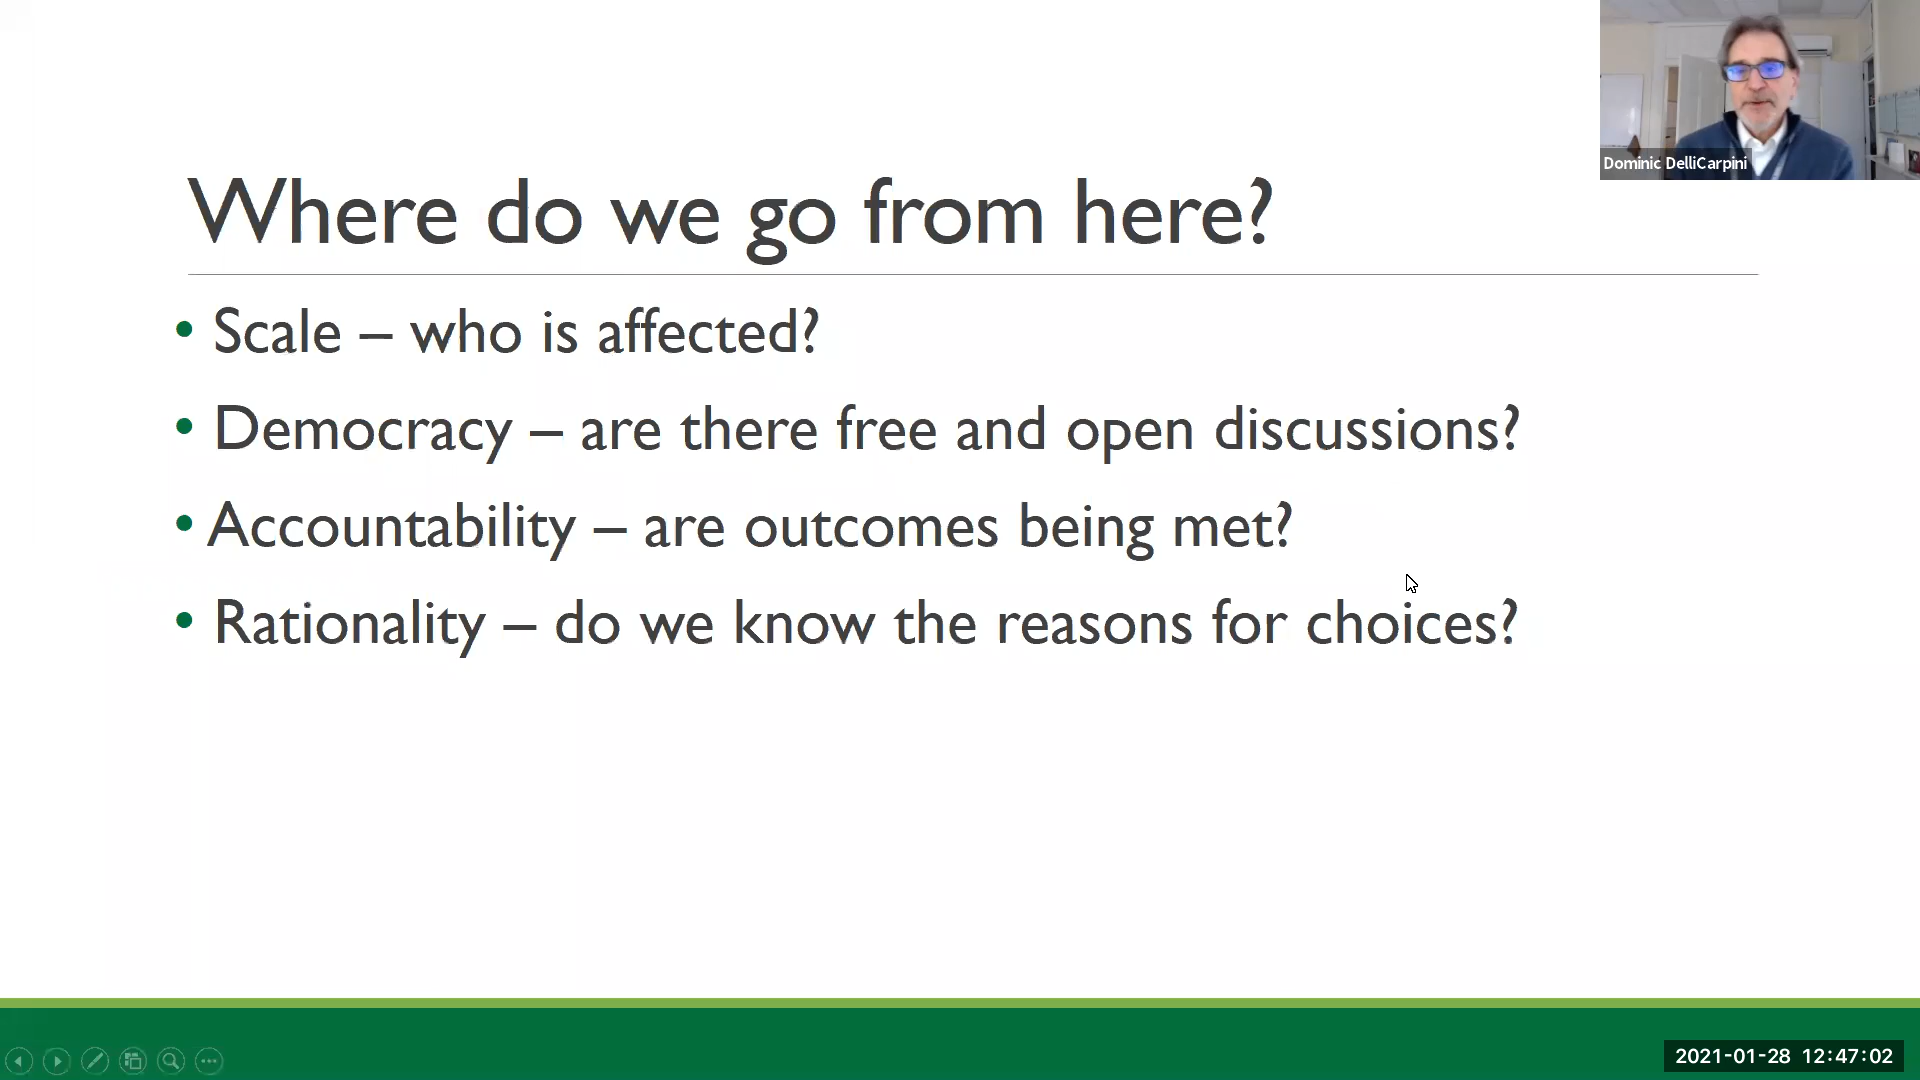 Dominic DelliCarpini
Where do we go from here?
• Scale – who is affected?
• Democracy – are there free and open discussions?
• Accountability – are outcomes being met?
• Rationality – do we know the reasons for choices?
2021-01-28 12:47:02